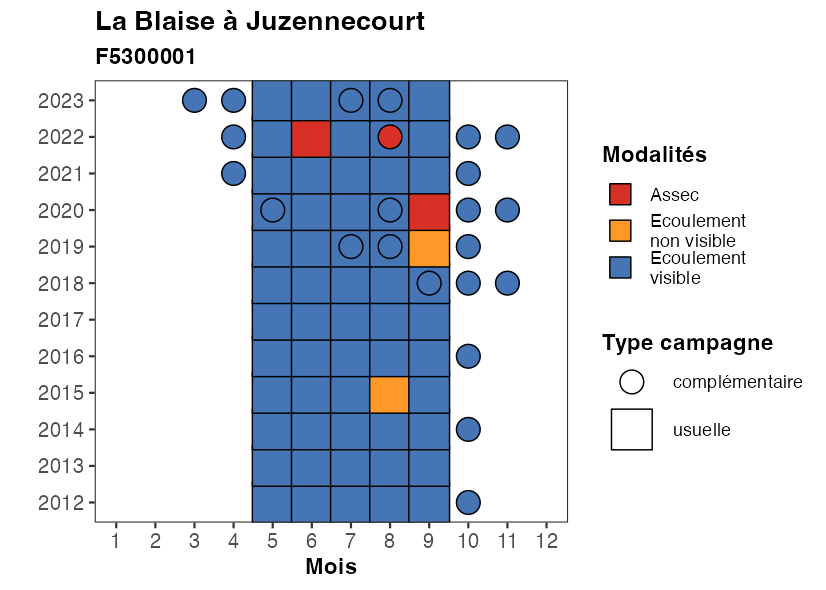 La Blaise à Juzennecourt
F5300001
2023
2022
2021
2020
2019
2018
2017
2016
2015
2014
2013
2012
1 2 3 4 5 6 7 8 9 10 11 12
Mois
Modalités
Assec
Ecoulement
non visible
Ecoulement
visible
Type campagne
complémentaire
usuelle